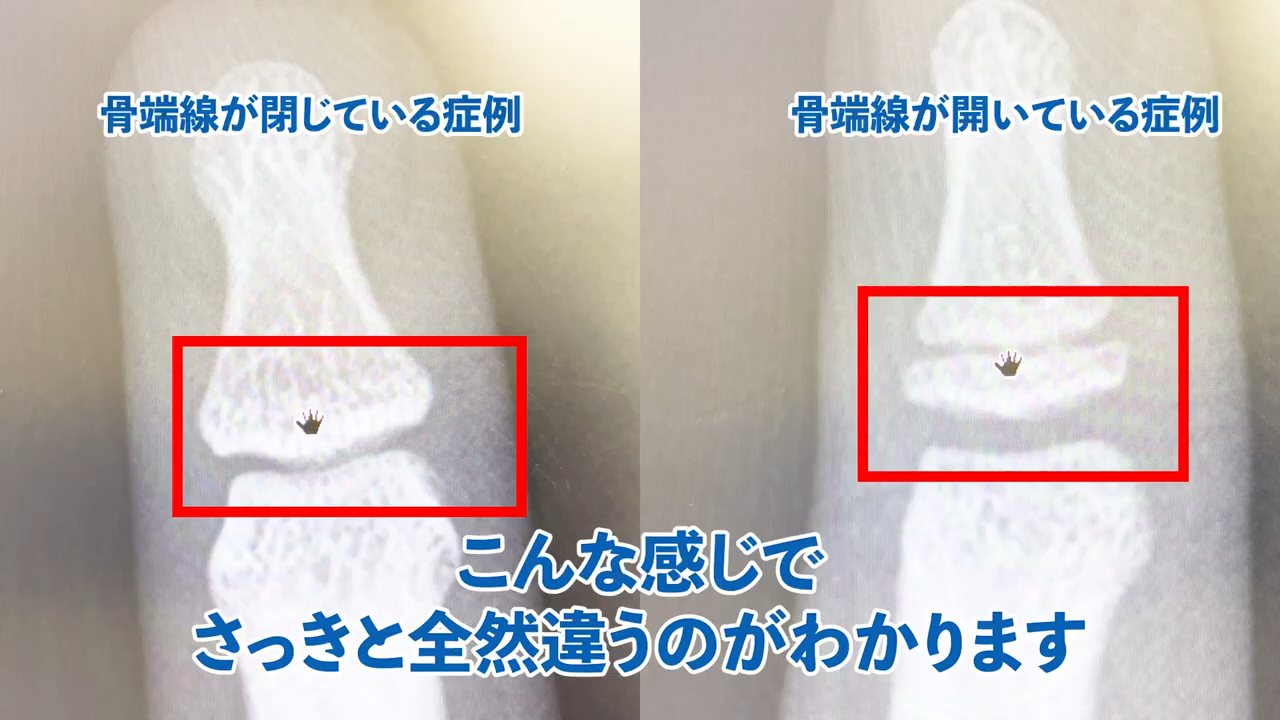 骨端線が閉じている症例
骨端線が開いている症例
こんな感じで
さっきと全然違うのがわかります